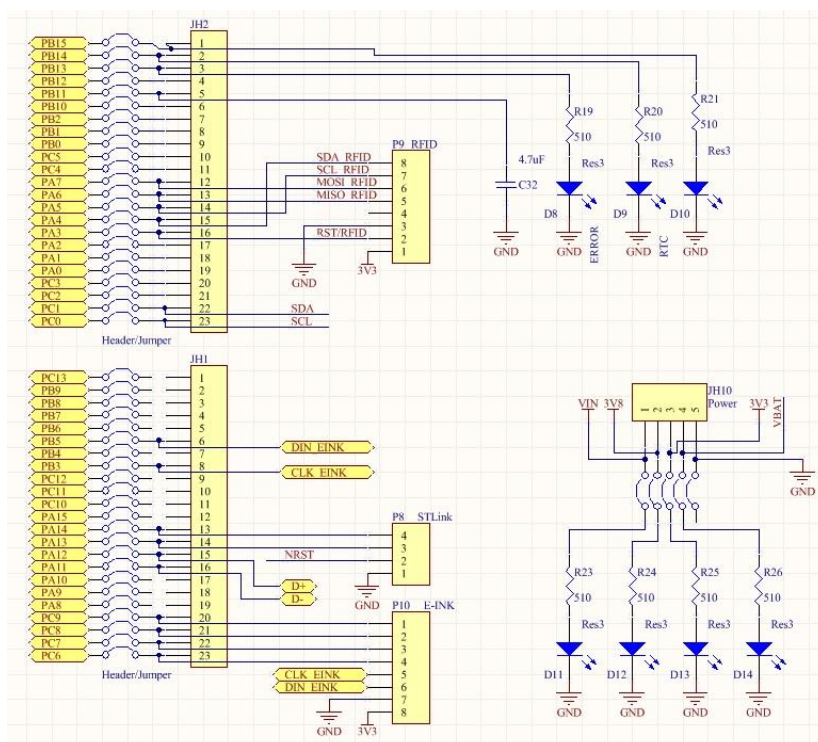 JH2
PB15 1
PB14 2
PB13 3
PB12 4
PB11 5
PB10 6
PB2 7
PB1 8
PB0 9
PC5 10
PC4 11
PA7 12
PA6 13
PA5 14
PA4 15
PA3 16
PA2 17
PA1 18
PA0 19
PC3 20
PC2 21
PC1 22
PC0 23
Header/Jumper
SDA
SCL
P9 RFID
SDA RFID 8
SCL RFID 7
MOSI RFID 6
MISO RFID 5
4
3
RST/RFID 2
1
GND
3V3
4.7uF
C32
GND
R19
510
Res3
D8
GND
ERROR
R20
510
Res3
D9
GND
RTC
R21
510
Res3
D10
GND
JH1
PC13 1
PB9 2
PB8 3
PB7 4
PB6 5
PB5 6
PB4 7
PB3 8
PC12 9
PC11 10
PC10 11
PA15 12
PA14 13
PA13 14
PA12 15
PA11 16
PA10 17
PA9 18
PA8 19
PC9 20
PC8 21
PC7 22
PC6 23
Header/Jumper
DIN EINK
CLK EINK
P8 STLink
4
3
NRST 2
1
GND
D+
D-
P10 E-INK
1
2
3
4
CLK EINK 5
DIN EINK 6
7
8
GND
3V3
JH10
Power
1 2 3 4 5
VIN 3V8
3V3
VBAT
GND
R23
510
Res3
D11
GND
R24
510
Res3
D12
GND
R25
510
Res3
D13
GND
R26
510
Res3
D14
GND